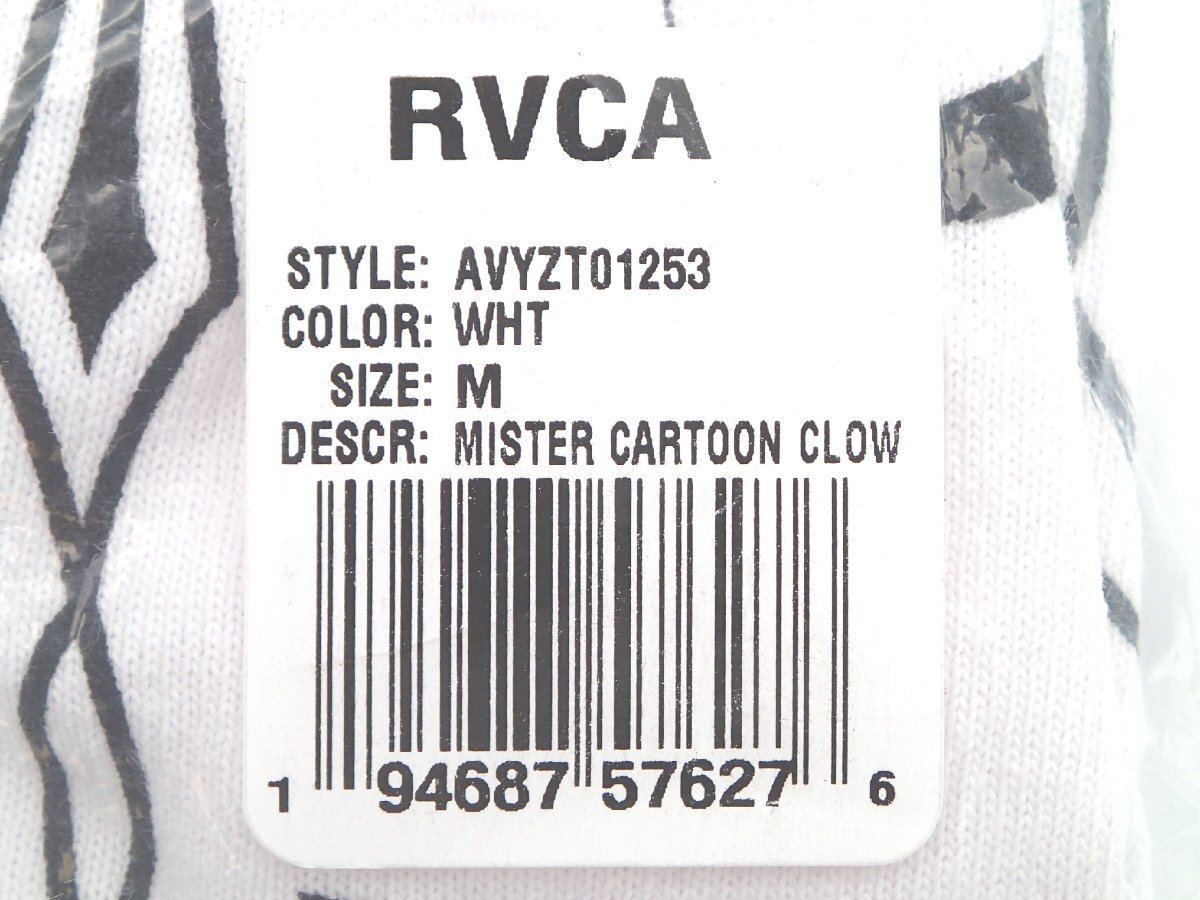 RVCA
STYLE: AVYZT01253
COLOR: WHT
SIZE: M
DESCR: MISTER CARTOON CLOW
1 94687 57627 6